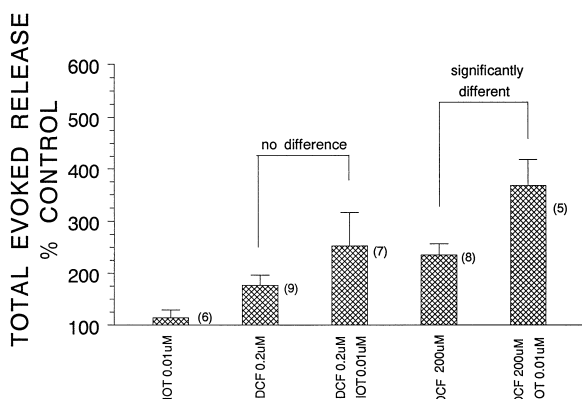 TOTAL EVOKED RELEASE
% CONTROL
600
500
400
300
200
100
no difference
significantly
different
(6)
(9)
(7)
(8)
(5)
IOT 0.01uM
DCF 0.2uM
DCF 0.2uM
IOT 0.01uM
DCF 200uM
DCF 200uM
IOT 0.01uM